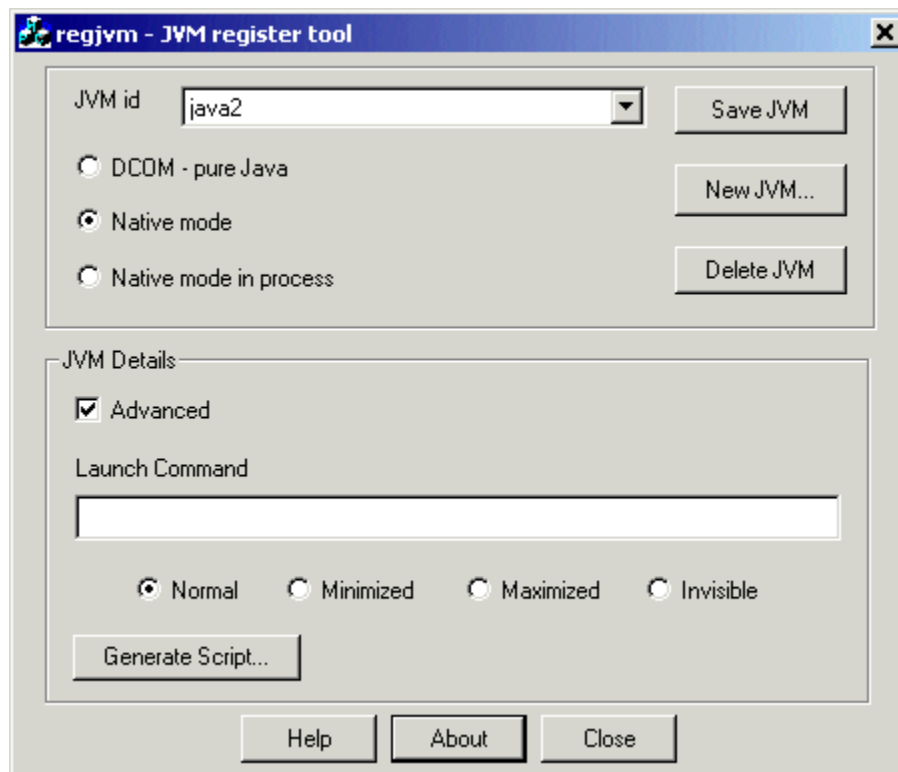 regjvm - JVM register tool
JVM id
java2
Save JVM
DCOM - pure Java
New JVM...
Native mode
Delete JVM
Native mode in process
JVM Details
Advanced
Launch Command
Normal Minimized Maximized Invisible
Generate Script...
Help About Close